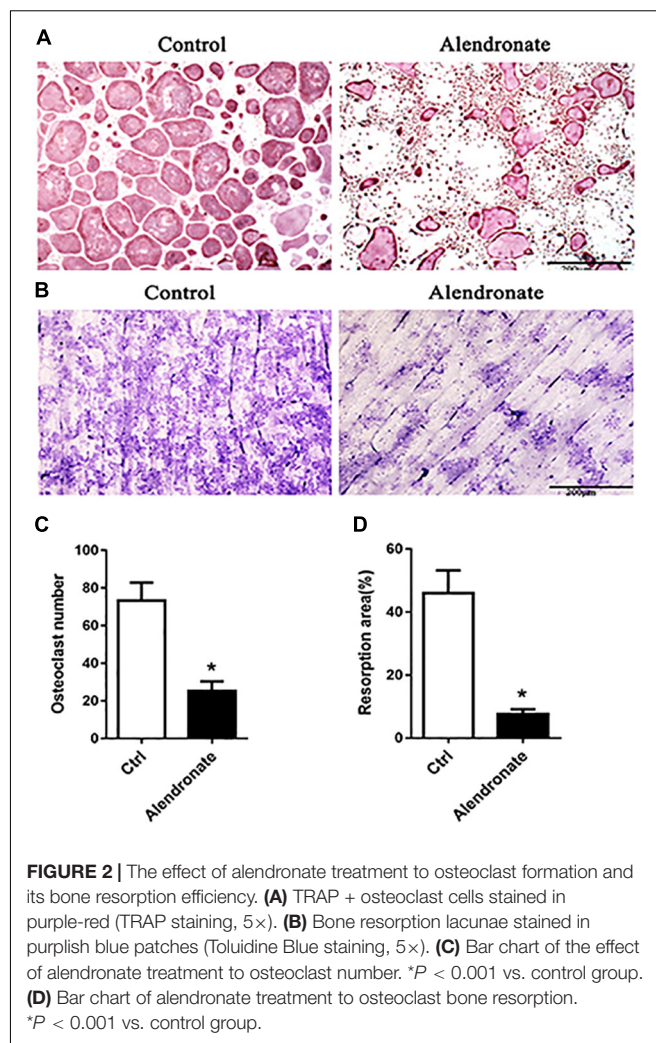 A
Control
Alendronate
200μm
B
Control
Alendronate
200μm
C
D
Osteoclast number
100
80
60
40
20
0
*
Ctrl
Alendronate
Resorption area(%)
60
40
20
0
*
Ctrl
Alendronate
FIGURE 2 | The effect of alendronate treatment to osteoclast formation and
its bone resorption efficiency. (A) TRAP + osteoclast cells stained in
purple-red (TRAP staining, 5×). (B) Bone resorption lacunae stained in
purplish blue patches (Toluidine Blue staining, 5×). (C) Bar chart of the effect
of alendronate treatment to osteoclast number. *P < 0.001 vs. control group.
(D) Bar chart of alendronate treatment to osteoclast bone resorption.
*P < 0.001 vs. control group.